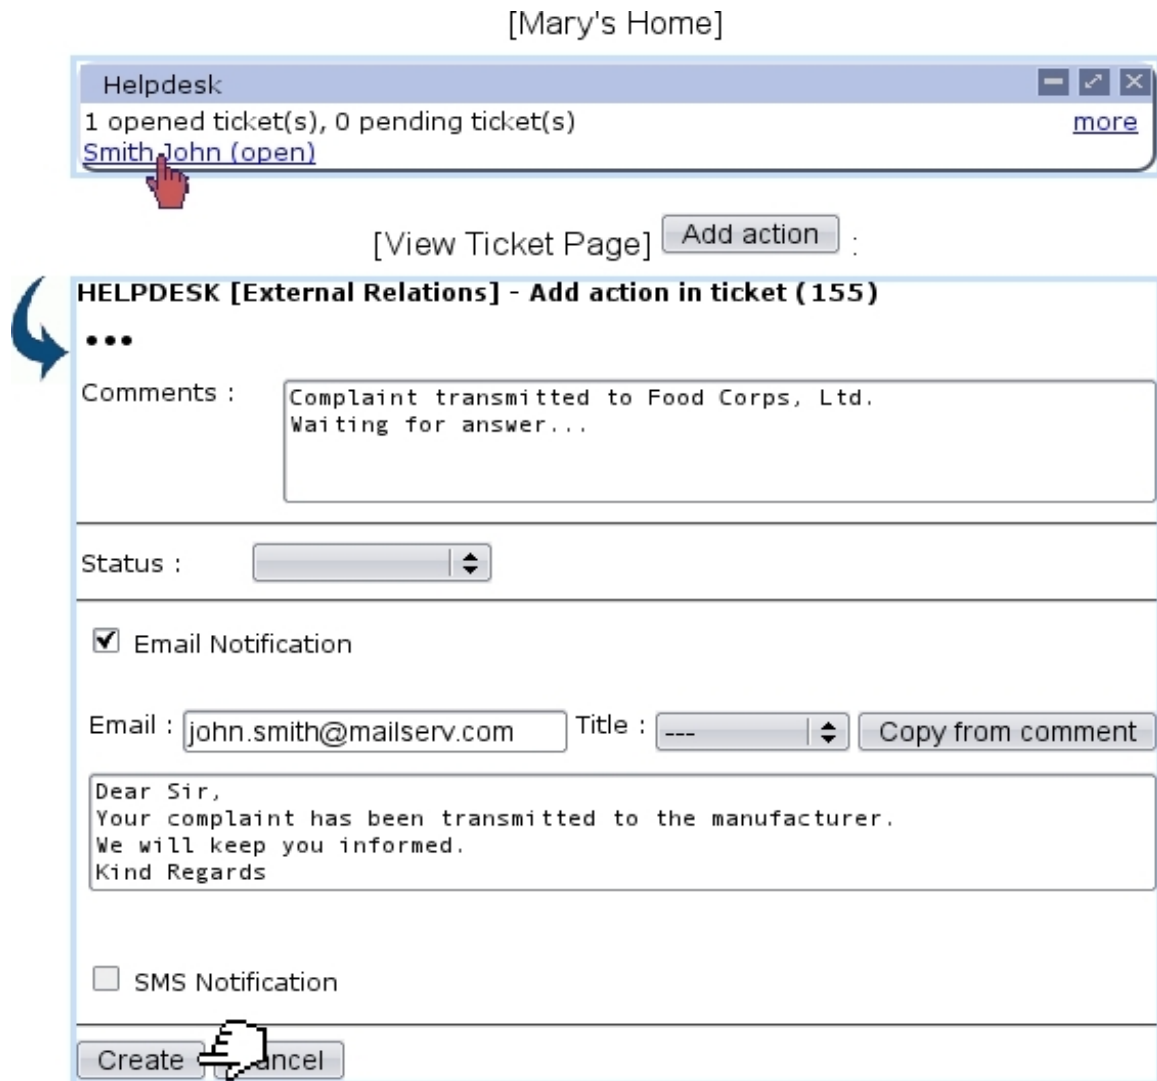 [Mary's Home]
Helpdesk
1 opened ticket(s), 0 pending ticket(s) more
Smith John (open)
[View Ticket Page] Add action :
HELPDESK [External Relations] - Add action in ticket (155)
•••
Comments : Complaint transmitted to Food Corps, Ltd.
Waiting for answer...
Status :
Email Notification
Email : john.smith@mailserv.com Title : --- Copy from comment
Dear Sir,
Your complaint has been transmitted to the manufacturer.
We will keep you informed.
Kind Regards
SMS Notification
Create Cancel